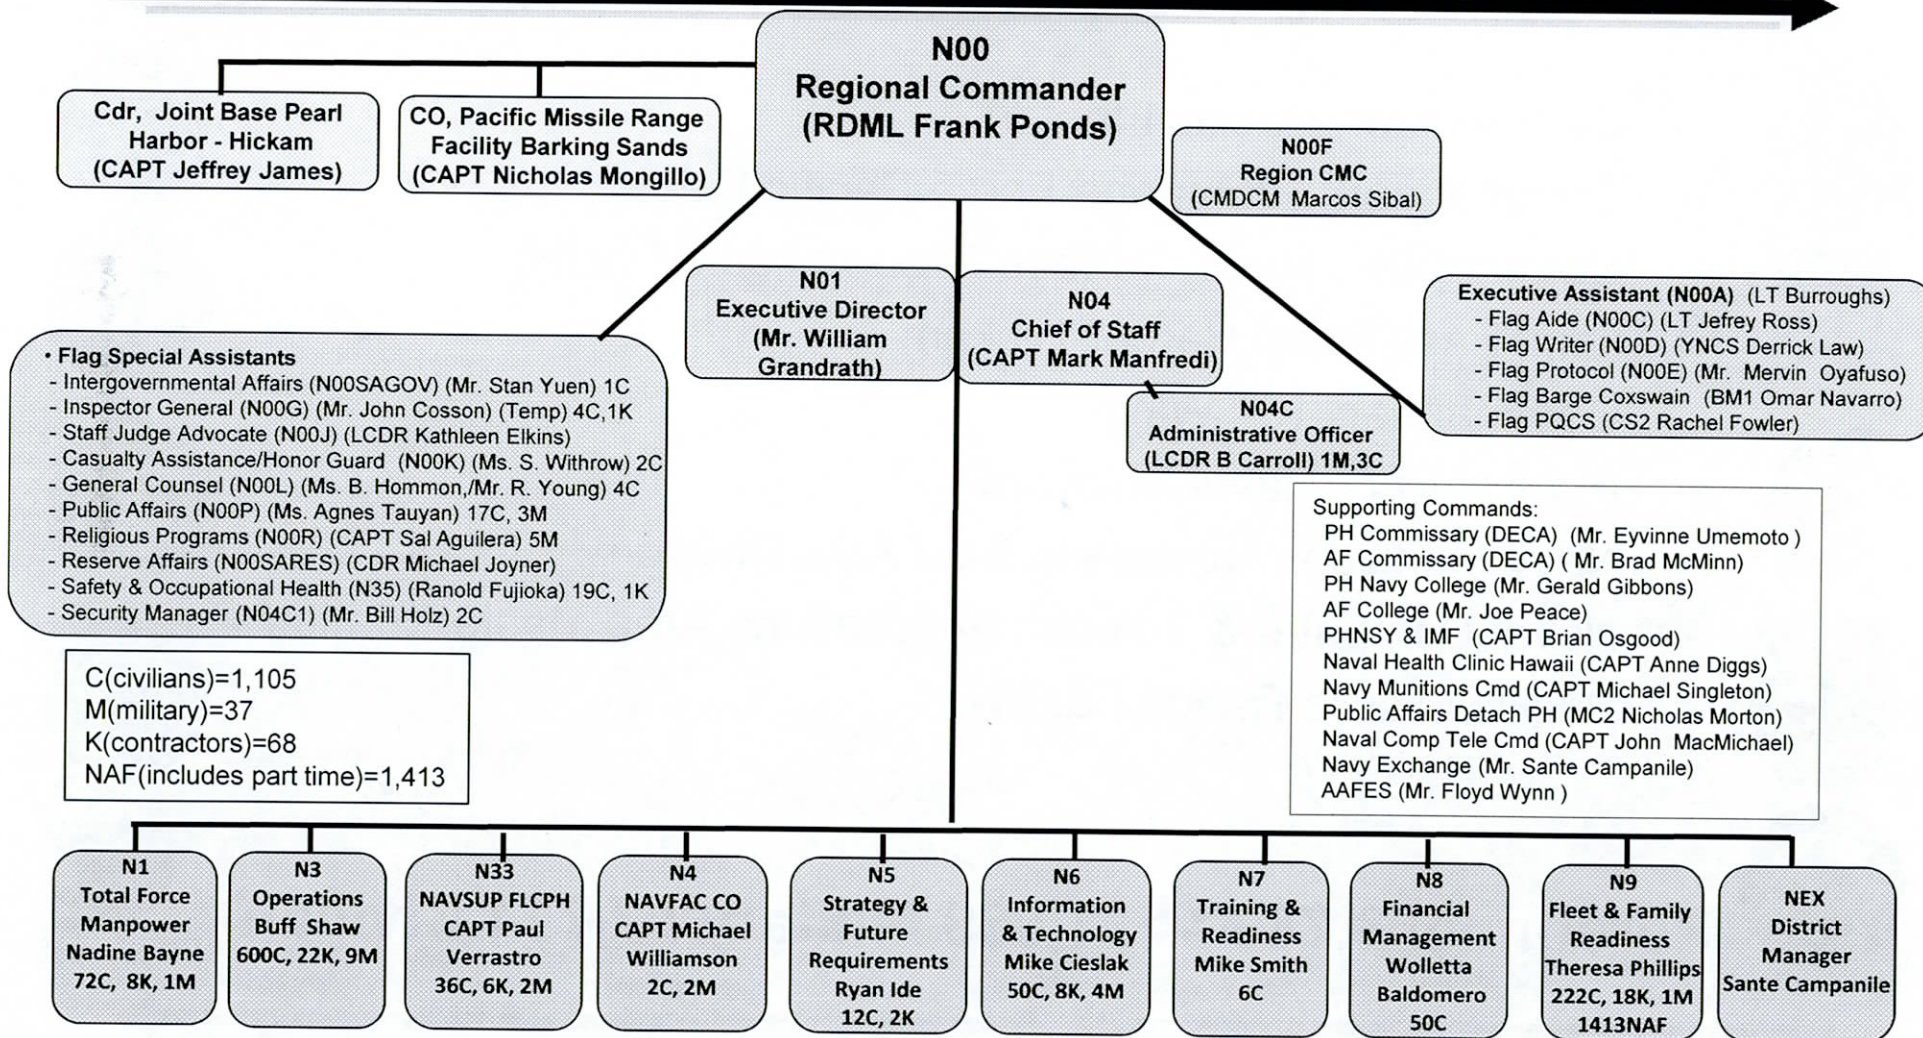 N00
Regional Commander
(RDML Frank Ponds)
Cdr, Joint Base Pearl
Harbor - Hickam
(CAPT Jeffrey James)
CO, Pacific Missile Range
Facility Barking Sands
(CAPT Nicholas Mongillo)
N00F
Region CMC
(CMDCM Marcos Sibal)
N01
Executive Director
(Mr. William
Grandrath)
N04
Chief of Staff
(CAPT Mark Manfredi)
N04C
Administrative Officer
(LCDR B Carroll) 1M,3C
Executive Assistant (N00A) (LT Burroughs)
- Flag Aide (N00C) (LT Jefrey Ross)
- Flag Writer (N00D) (YNCS Derrick Law)
- Flag Protocol (N00E) (Mr. Mervin Oyafuso)
- Flag Barge Coxswain (BM1 Omar Navarro)
- Flag PQCS (CS2 Rachel Fowler)
• Flag Special Assistants
- Intergovernmental Affairs (N00SAGOV) (Mr. Stan Yuen) 1C
- Inspector General (N00G) (Mr. John Cosson) (Temp) 4C,1K
- Staff Judge Advocate (N00J) (LCDR Kathleen Elkins)
- Casualty Assistance/Honor Guard (N00K) (Ms. S. Withrow) 2C
- General Counsel (N00L) (Ms. B. Hommon,/Mr. R. Young) 4C
- Public Affairs (N00P) (Ms. Agnes Tauyan) 17C, 3M
- Religious Programs (N00R) (CAPT Sal Aguilera) 5M
- Reserve Affairs (N00SARES) (CDR Michael Joyner)
- Safety & Occupational Health (N35) (Ranold Fujioka) 19C, 1K
- Security Manager (N04C1) (Mr. Bill Holz) 2C
Supporting Commands:
PH Commissary (DECA) (Mr. Eyvinne Umemoto )
AF Commissary (DECA) ( Mr. Brad McMinn)
PH Navy College (Mr. Gerald Gibbons)
AF College (Mr. Joe Peace)
PHNSY & IMF (CAPT Brian Osgood)
Naval Health Clinic Hawaii (CAPT Anne Diggs)
Navy Munitions Cmd (CAPT Michael Singleton)
Public Affairs Detach PH (MC2 Nicholas Morton)
Naval Comp Tele Cmd (CAPT John MacMichael)
Navy Exchange (Mr. Sante Campanile)
AAFES (Mr. Floyd Wynn )
C(civilians)=1,105
M(military)=37
K(contractors)=68
NAF(includes part time)=1,413
N1
Total Force
Manpower
Nadine Bayne
72C, 8K, 1M
N3
Operations
Buff Shaw
600C, 22K, 9M
N33
NAVSUP FLCPH
CAPT Paul
Verrastro
36C, 6K, 2M
N4
NAVFAC CO
CAPT Michael
Williamson
2C, 2M
N5
Strategy &
Future
Requirements
Ryan Ide
12C, 2K
N6
Information
& Technology
Mike Cieslak
50C, 8K, 4M
N7
Training &
Readiness
Mike Smith
6C
N8
Financial
Management
Wolletta
Baldomero
50C
N9
Fleet & Family
Readiness
Theresa Phillips
222C, 18K, 1M
1413NAF
NEX
District
Manager
Sante Campanile